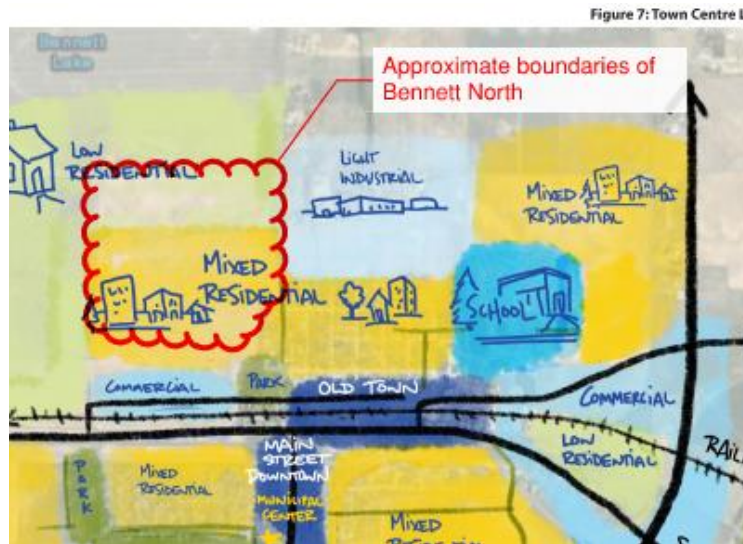 Figure 7: Town Centre L
Bennett
Lake
Approximate boundaries of
Bennett North
LOW
RESIDENTIAL
LIGHT
INDUSTRIAL
MIXED
RESIDENTIAL
MIXED
RESIDENTIAL
SCHOOL
COMMERCIAL
PARK
OLD TOWN
COMMERCIAL
LOW
RESIDENTIAL
RAIL
MAIN
STREET
DOWNTOWN
MUNICIPAL
CENTER
PARK
MIXED
RESIDENTIAL
MIXED